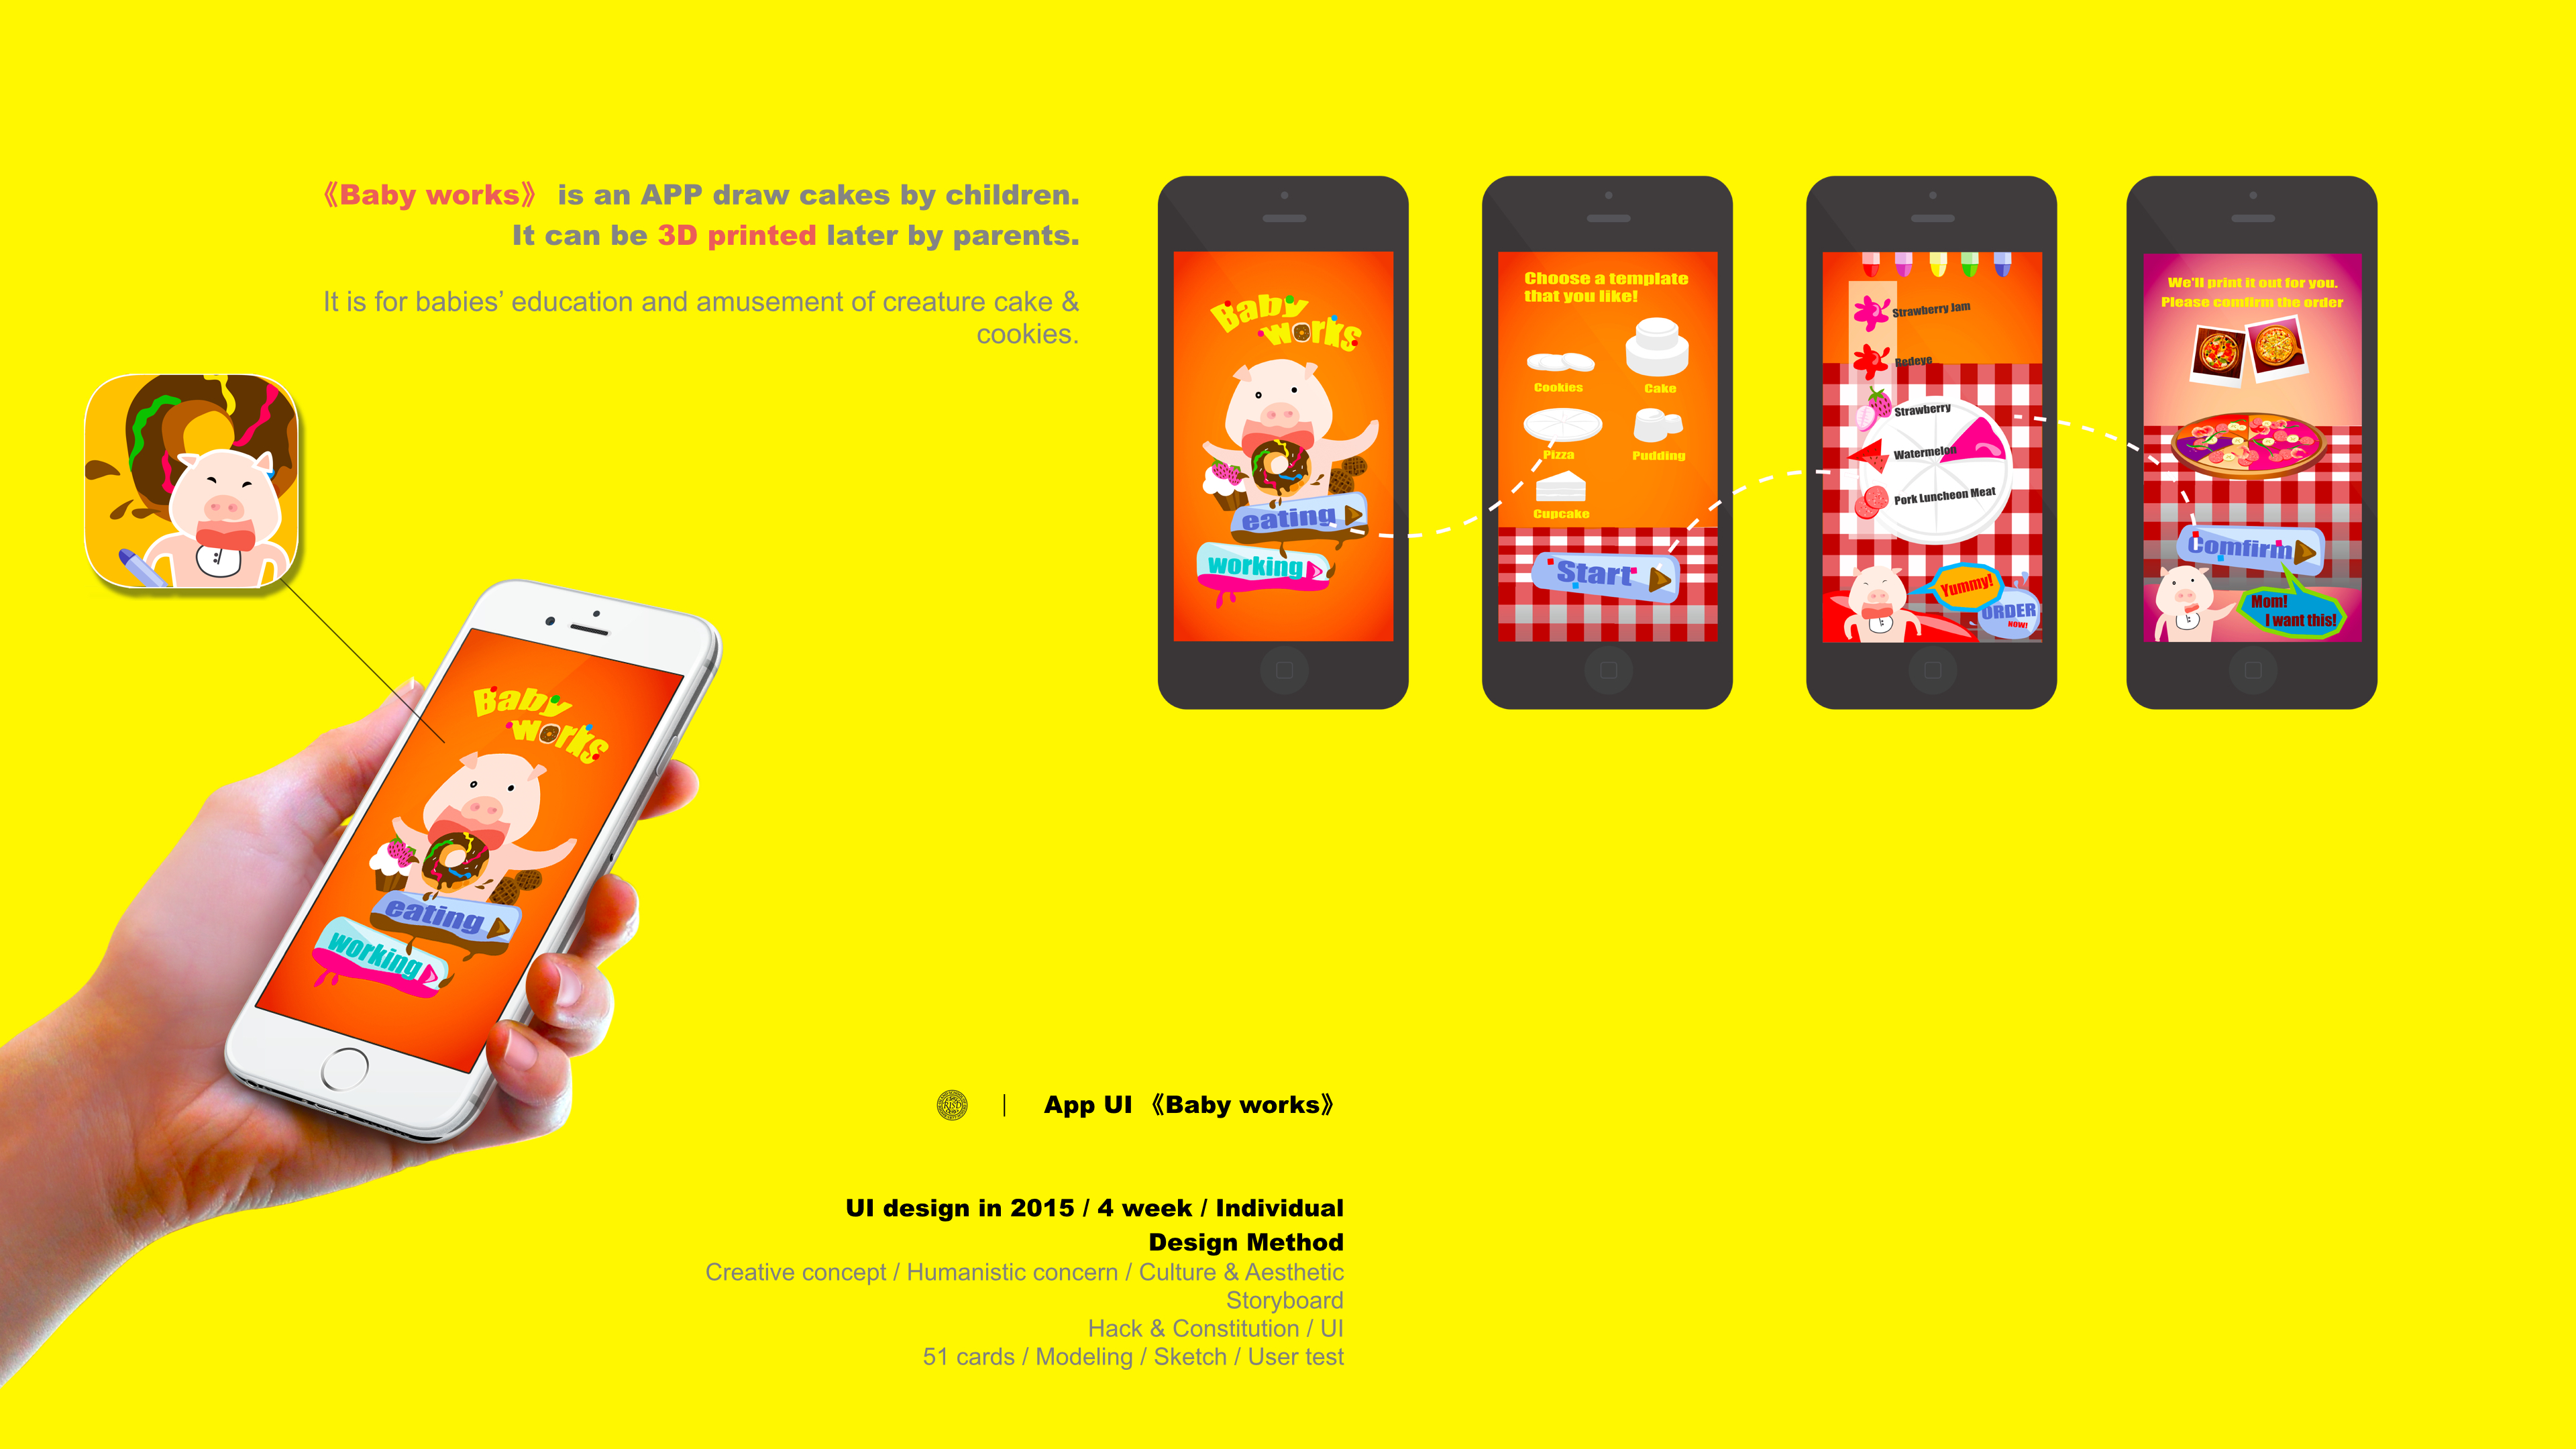 《Baby works》 is an APP draw cakes by children.
It can be 3D printed later by parents.
It is for babies’ education and amusement of creature cake &
cookies.
Baby
works
eating
working
Baby
works
eating
working
Choose a template
that you like!
Cookies
Cake
Pizza
Pudding
Cupcake
Start
Strawberry Jam
Redeye
Strawberry
Watermelon
Pork Luncheon Meat
Yummy!
ORDER
NOW!
We'll print it out for you.
Please comfirm the order
Comfirm
Mom!
I want this!
RISD
App UI 《Baby works》
UI design in 2015 / 4 week / Individual
Design Method
Creative concept / Humanistic concern / Culture & Aesthetic
Storyboard
Hack & Constitution / UI
51 cards / Modeling / Sketch / User test